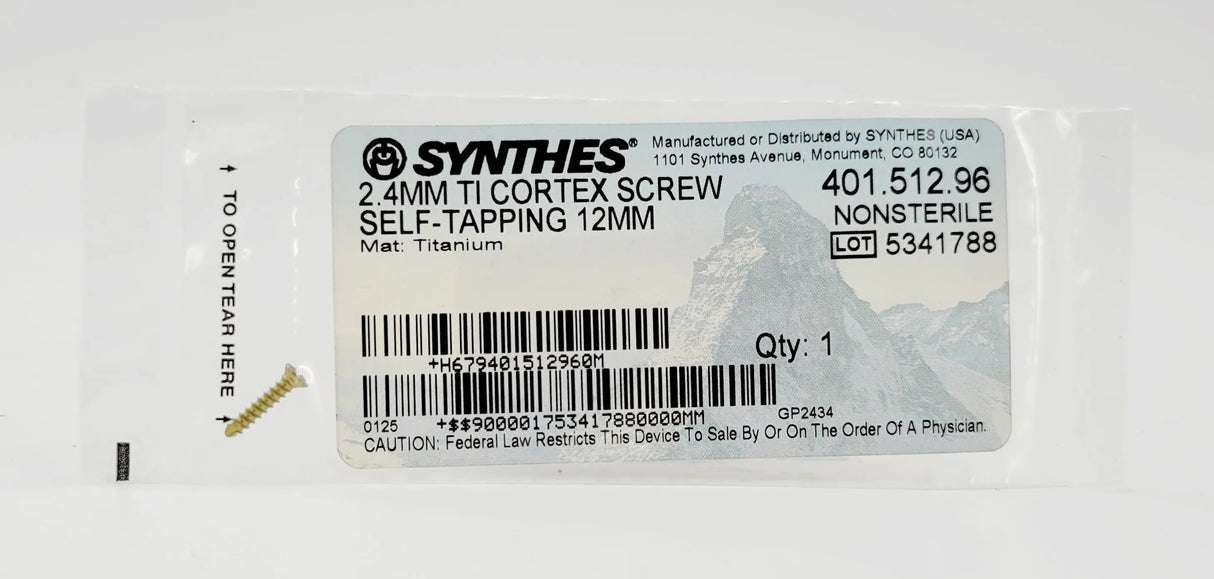 SYNTHES®
Manufactured or Distributed by SYNTHES (USA)
1101 Synthes Avenue, Monument, CO 80132
2.4MM TI CORTEX SCREW
SELF-TAPPING 12MM
Mat: Titanium
401.512.96
NONSTERILE
LOT 5341788
TO OPEN TEAR HERE
+H679401512960M
Qty: 1
0125 +$$900001753417880000MM GP2434
CAUTION: Federal Law Restricts This Device To Sale By Or On The Order Of A Physician.